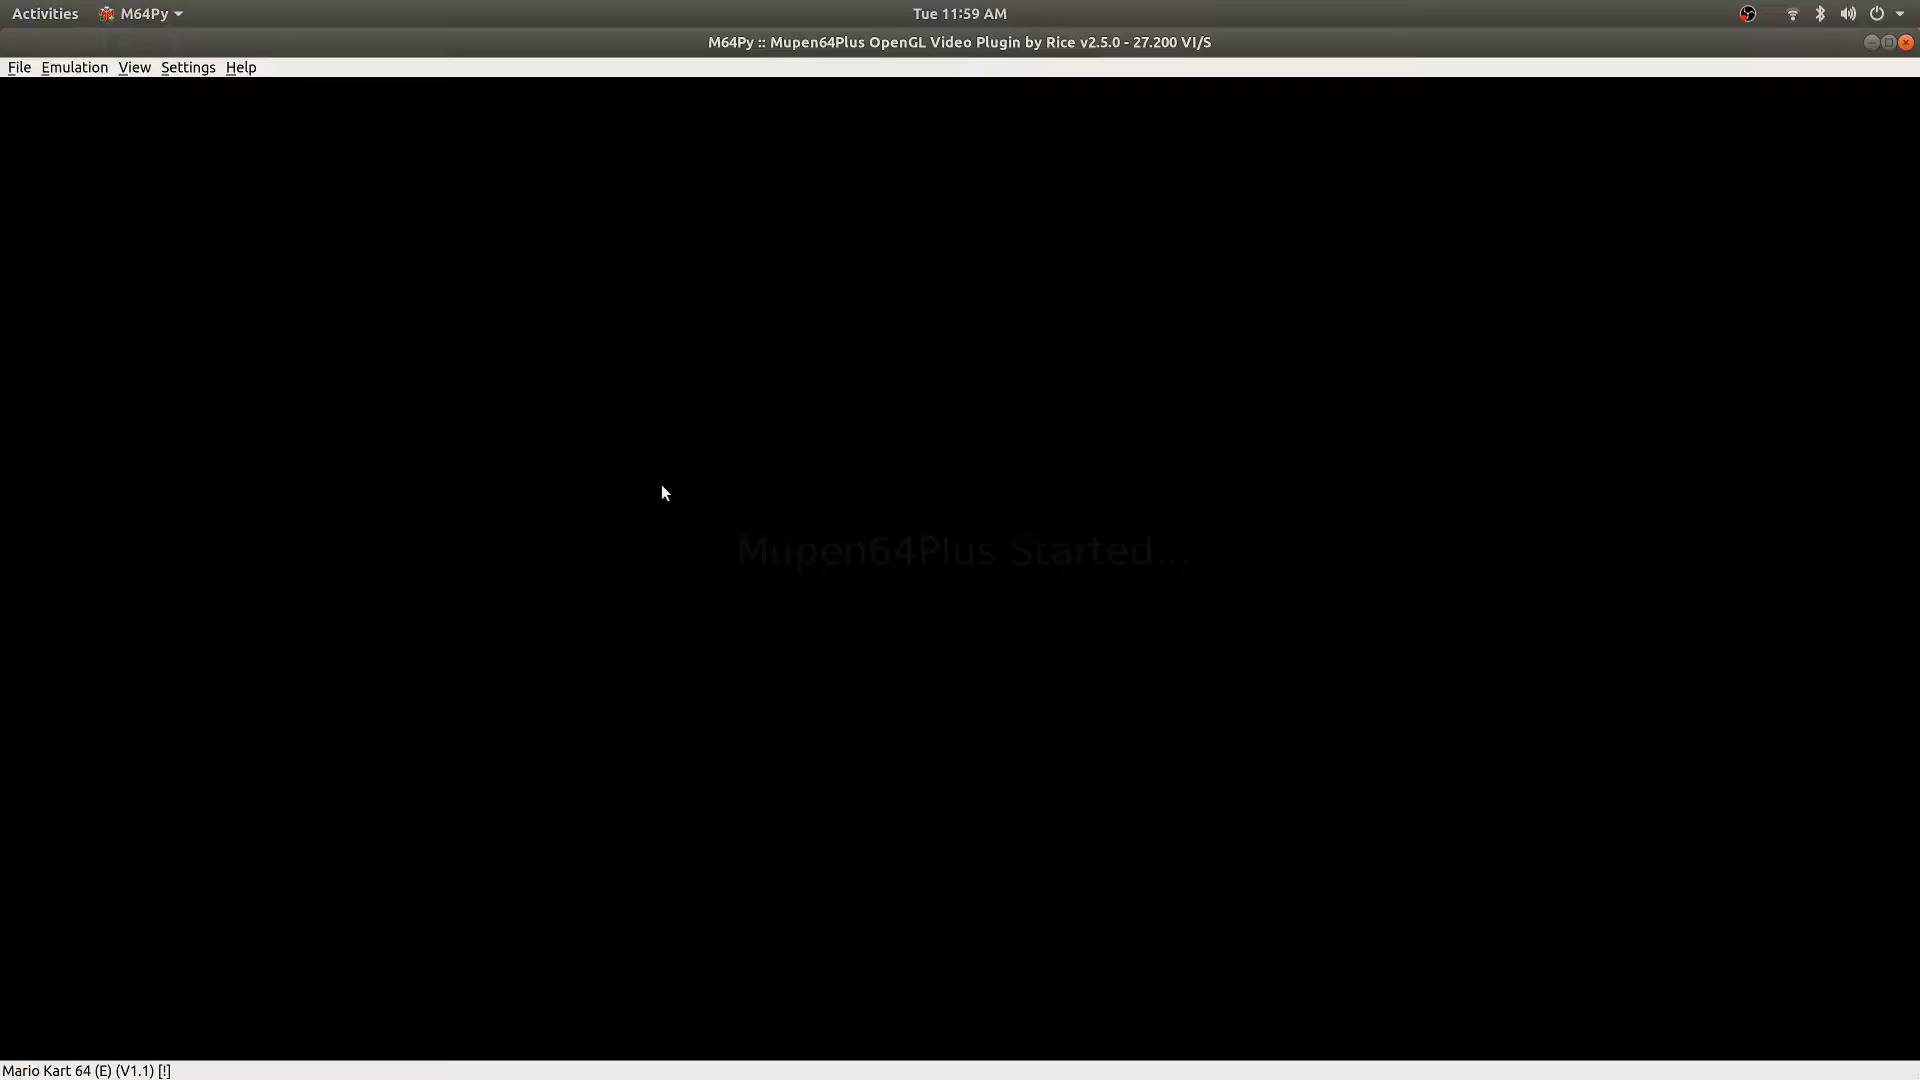 Activities M64Py Tue 11:59 AM
M64Py :: Mupen64Plus OpenGL Video Plugin by Rice v2.5.0 - 27.200 VI/S
File Emulation View Settings Help
Mupen64Plus Started...
Mario Kart 64 (E) (V1.1) [!]